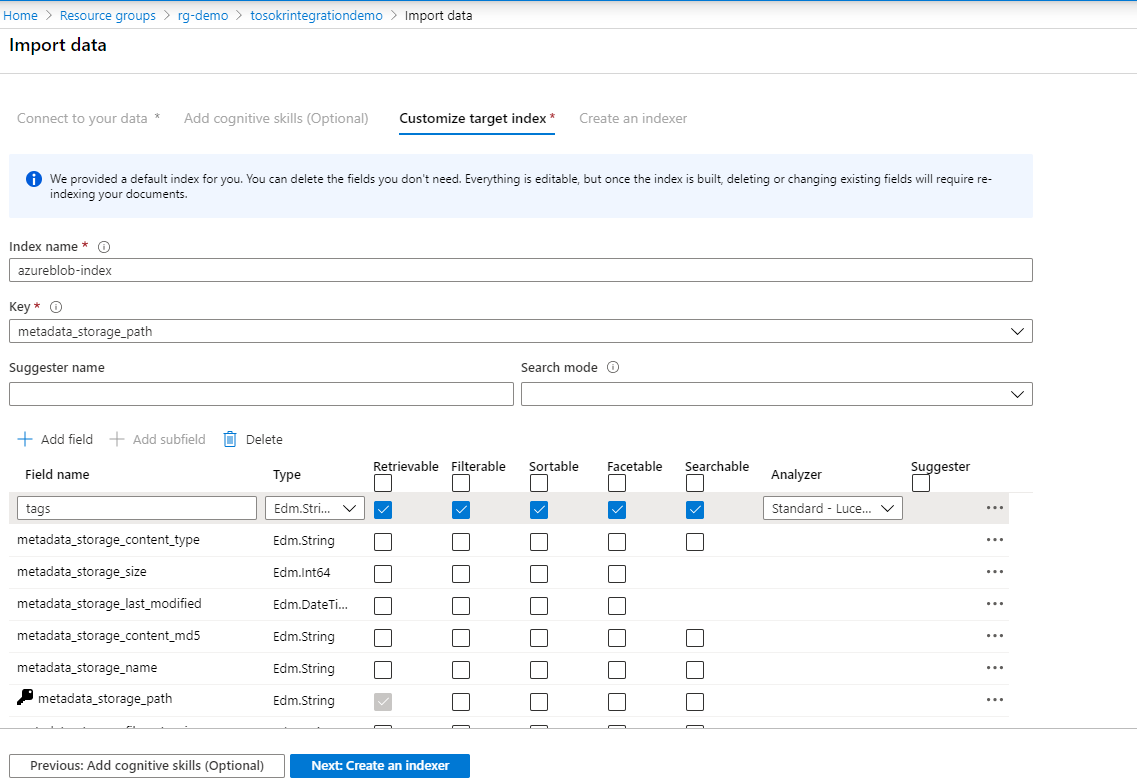 Home > Resource groups > rg-demo > tosokrintegrationdemo > Import data
Import data
Connect to your data * Add cognitive skills (Optional) Customize target index * Create an indexer
We provided a default index for you. You can delete the fields you don't need. Everything is editable, but once the index is built, deleting or changing existing fields will require re-
indexing your documents.
Index name *
azureblob-index
Key *
metadata_storage_path
Suggester name Search mode
Add field Add subfield Delete
Field name Type Retrievable Filterable Sortable Facetable Searchable Analyzer Suggester
tags Edm.Stri... Standard - Luce...
metadata_storage_content_type Edm.String
metadata_storage_size Edm.Int64
metadata_storage_last_modified Edm.DateTi...
metadata_storage_content_md5 Edm.String
metadata_storage_name Edm.String
metadata_storage_path Edm.String
Previous: Add cognitive skills (Optional) Next: Create an indexer